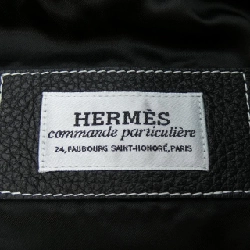 HERMÈS
commande particulière
24, FAUBOURG SAINT-HONORÉ, PARIS